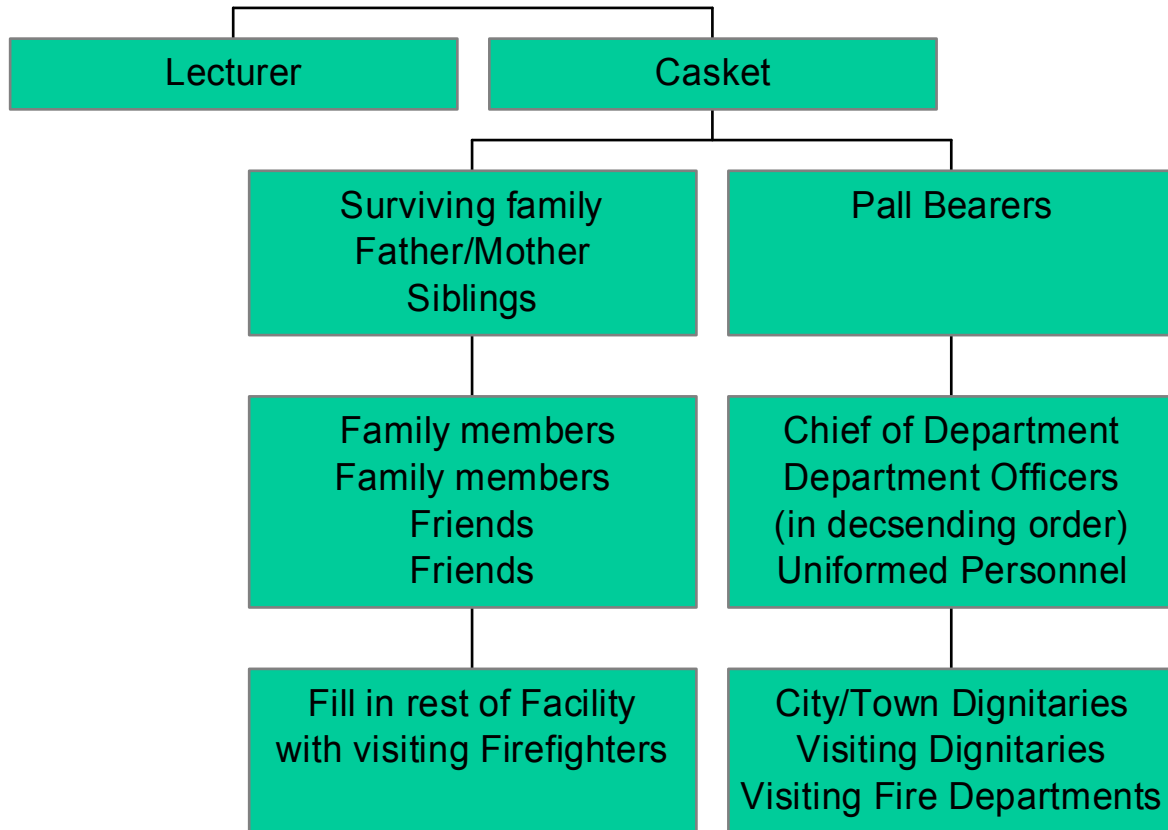 Lecturer
Casket
Surviving family
Father/Mother
Siblings
Pall Bearers
Family members
Family members
Friends
Friends
Chief of Department
Department Officers
(in decsending order)
Uniformed Personnel
Fill in rest of Facility
with visiting Firefighters
City/Town Dignitaries
Visiting Dignitaries
Visiting Fire Departments